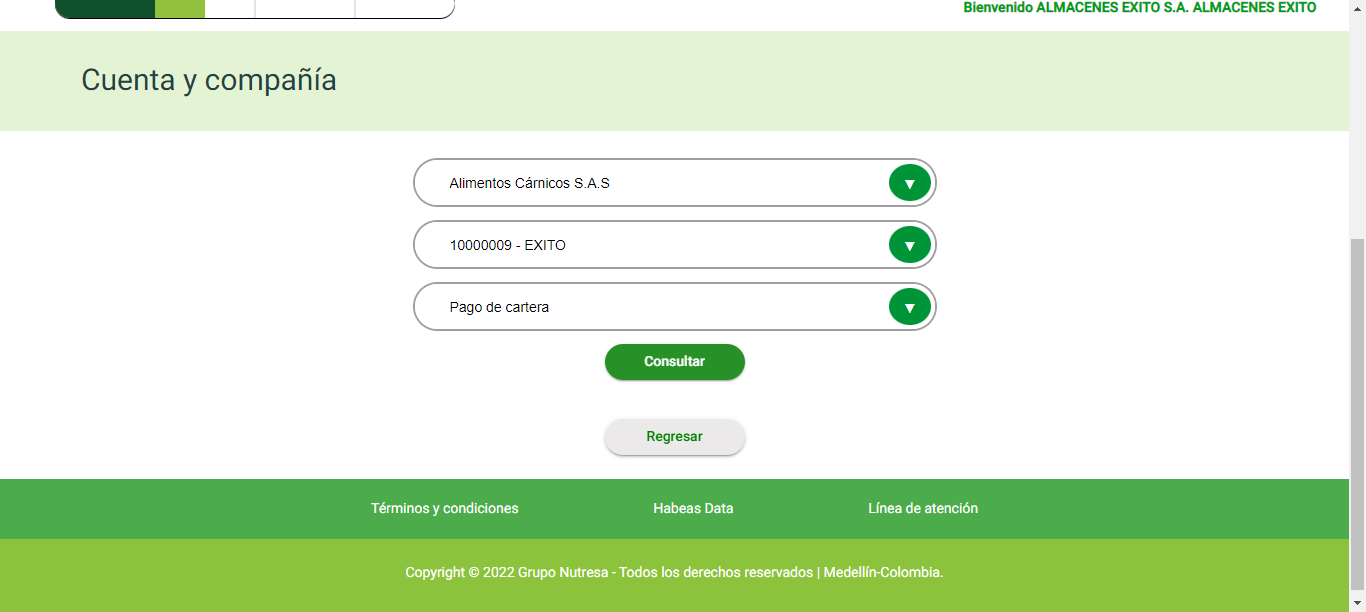 Bienvenido ALMACENES EXITO S.A. ALMACENES EXITO
Cuenta y compañía
Alimentos Cárnicos S.A.S
10000009 - EXITO
Pago de cartera
Consultar
Regresar
Términos y condiciones
Habeas Data
Línea de atención
Copyright © 2022 Grupo Nutresa - Todos los derechos reservados | Medellín-Colombia.